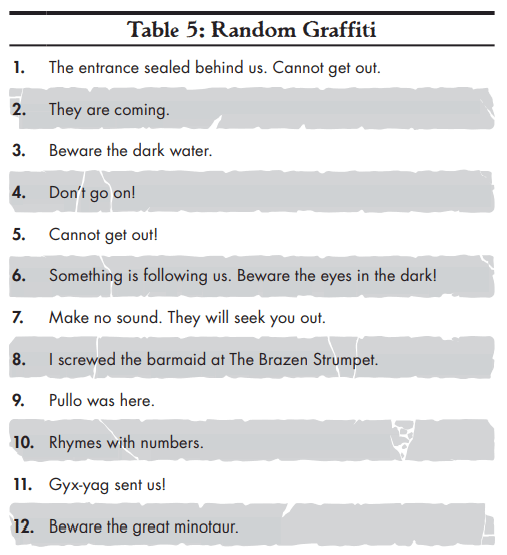 Table 5: Random Graffiti
1. The entrance sealed behind us. Cannot get out.
2. They are coming.
3. Beware the dark water.
4. Don't go on!
5. Cannot get out!
6. Something is following us. Beware the eyes in the dark!
7. Make no sound. They will seek you out.
8. I screwed the barmaid at The Brazen Strumpet.
9. Pullo was here.
10. Rhymes with numbers.
11. Gyx-yag sent us!
12. Beware the great minotaur.